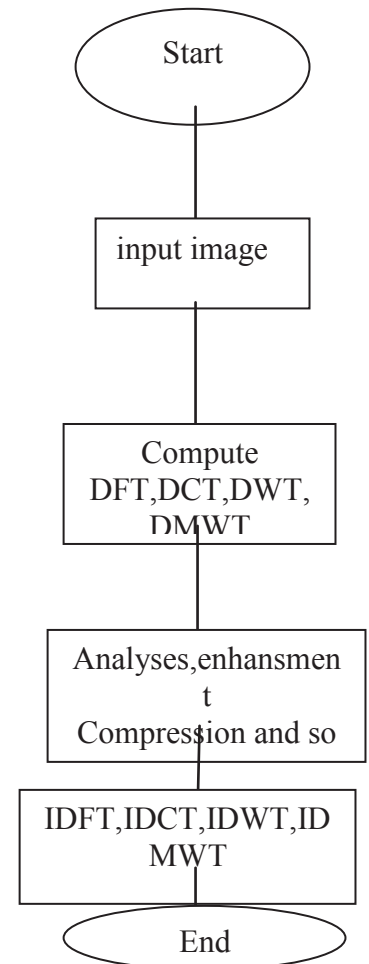 Start
input image
Compute
DFT,DCT,DWT,
DMWT
Analyses,enhansmen
t
Compression and so
IDFT,IDCT,IDWT,ID
MWT
End